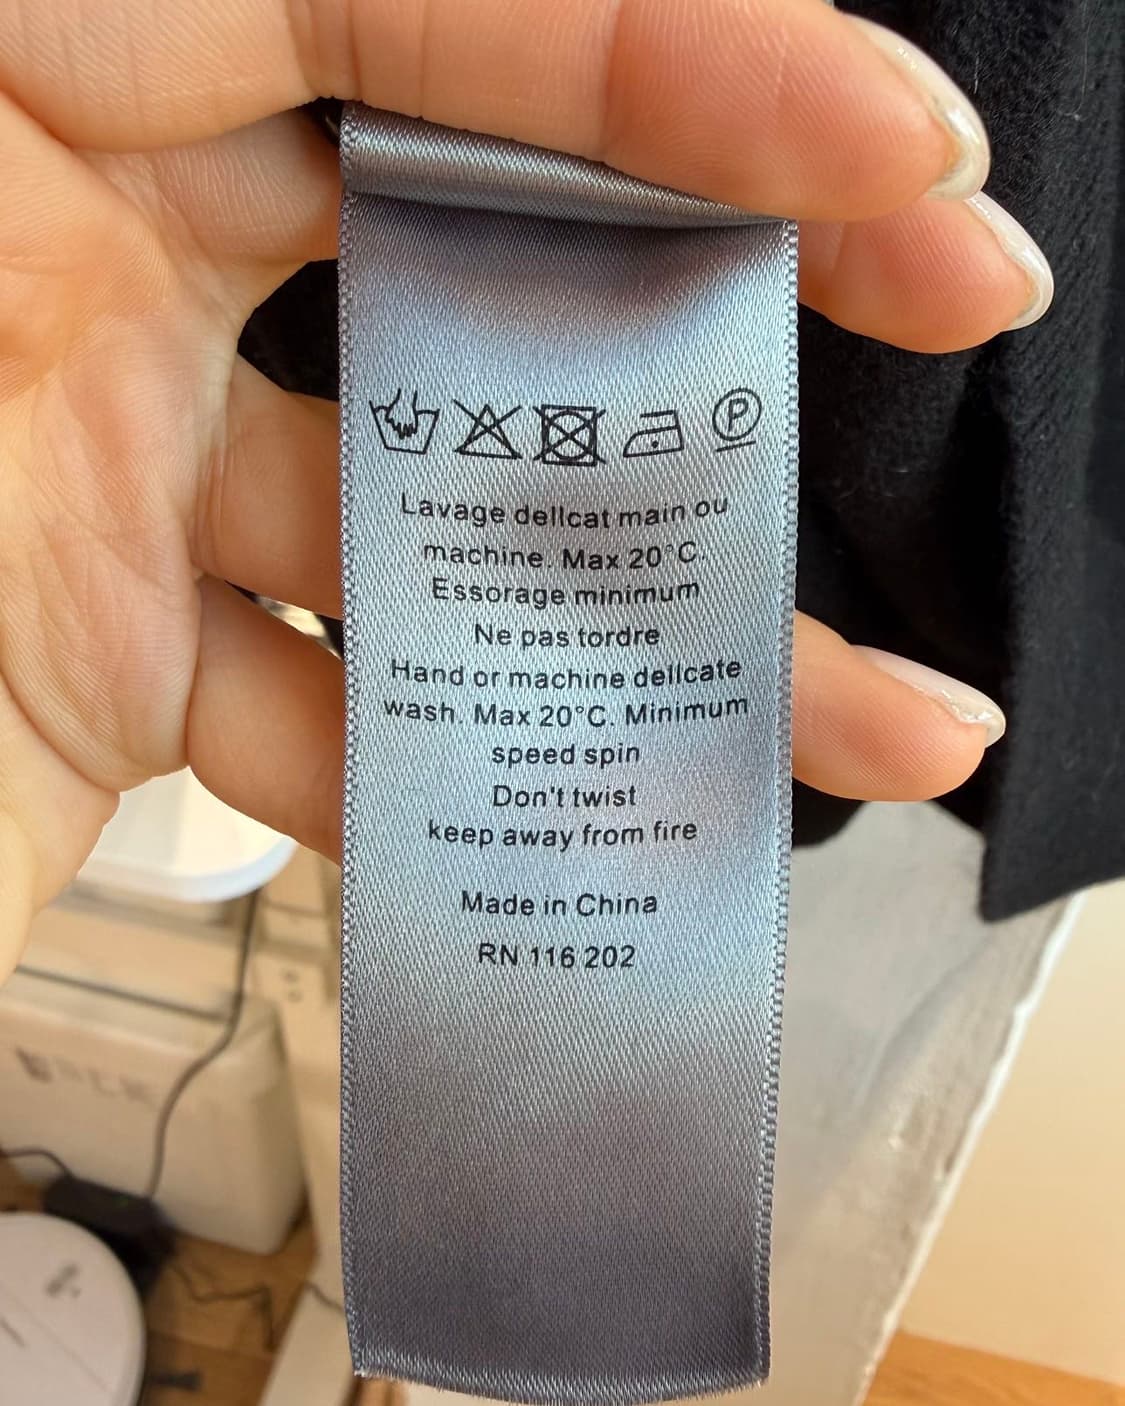 P
Lavage dellcat main ou
machine. Max 20°C.
Essorage minimum
Ne pas tordre
Hand or machine dellcate
wash. Max 20°C. Minimum
speed spin
Don't twist
keep away from fire
Made in China
RN 116 202